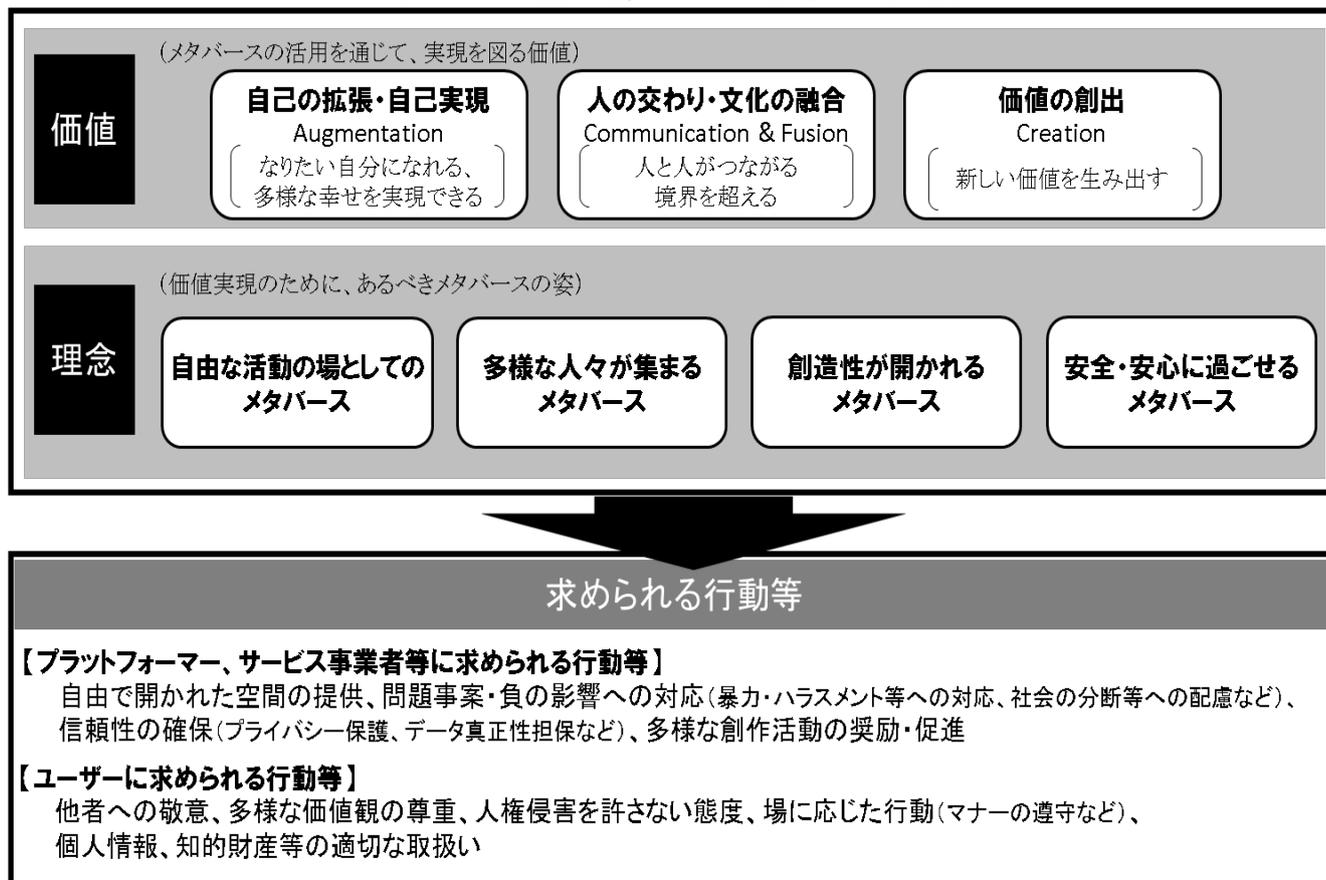 (メタバースの活用を通じて、実現を図る価値)
価値
自己の拡張・自己実現
Augmentation
なりたい自分になれる、
多様な幸せを実現できる
人の交わり・文化の融合
Communication & Fusion
人と人がつながる
境界を超える
価値の創出
Creation
新しい価値を生み出す
(価値実現のために、あるべきメタバースの姿)
理念
自由な活動の場としての
メタバース
多様な人々が集まる
メタバース
創造性が開かれる
メタバース
安全・安心に過ごせる
メタバース
求められる行動等
【プラットフォーマー、サービス事業者等に求められる行動等】
自由で開かれた空間の提供、問題事案・負の影響への対応(暴力・ハラスメント等への対応、社会の分断等への配慮など)、
信頼性の確保(プライバシー保護、データ真正性担保など)、多様な創作活動の奨励・促進
【ユーザーに求められる行動等】
他者への敬意、多様な価値観の尊重、人権侵害を許さない態度、場に応じた行動(マナーの遵守など)、
個人情報、知的財産等の適切な取扱い